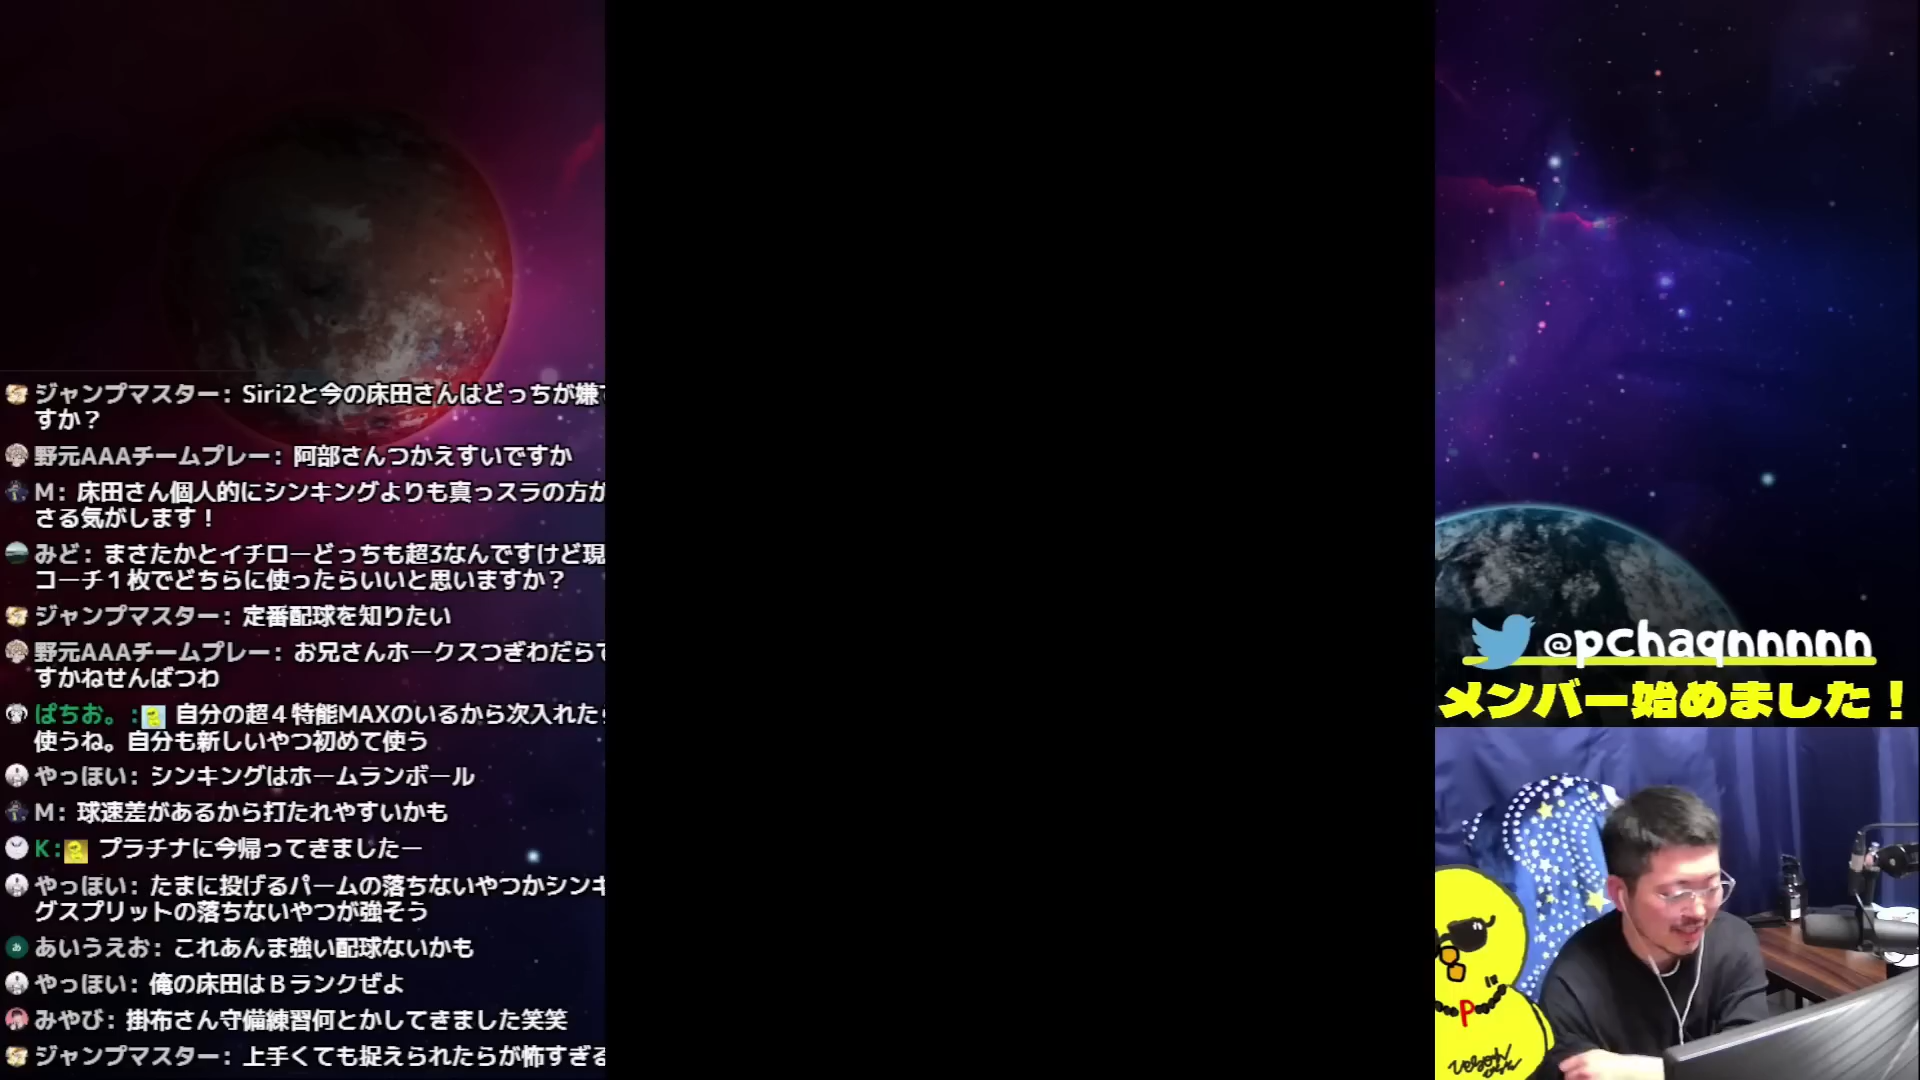 ジャンプマスター: Siri2と今の床田さんはどっちが嫌で
すか？
野元AAAチームプレー: 阿部さんつかえすいですか
M: 床田さん個人的にシンキングよりも真っスラの方が
さる気がします！
みど: まさたかとイチローどっちも超3なんですけど現
コーチ１枚でどちらに使ったらいいと思いますか？
ジャンプマスター: 定番配球を知りたい
野元AAAチームプレー: お兄さんホークスつぎわだらで
すかねせんばつわ
ぱちお。: 自分の超４特能MAXのいるから次入れたら
使うね。自分も新しいやつ初めて使う
やっほい: シンキングはホームランボール
M: 球速差があるから打たれやすいかも
K: プラチナに今帰ってきましたー
やっほい: たまに投げるパームの落ちないやつかシンキ
グスプリットの落ちないやつが強そう
あいうえお: これあんま強い配球ないかも
やっほい: 俺の床田はＢランクぜよ
みやび: 掛布さん守備練習何とかしてきました笑笑
ジャンプマスター: 上手くても捉えられたらが怖すぎる
@pchagnnnnn
メンバー始めました！
P